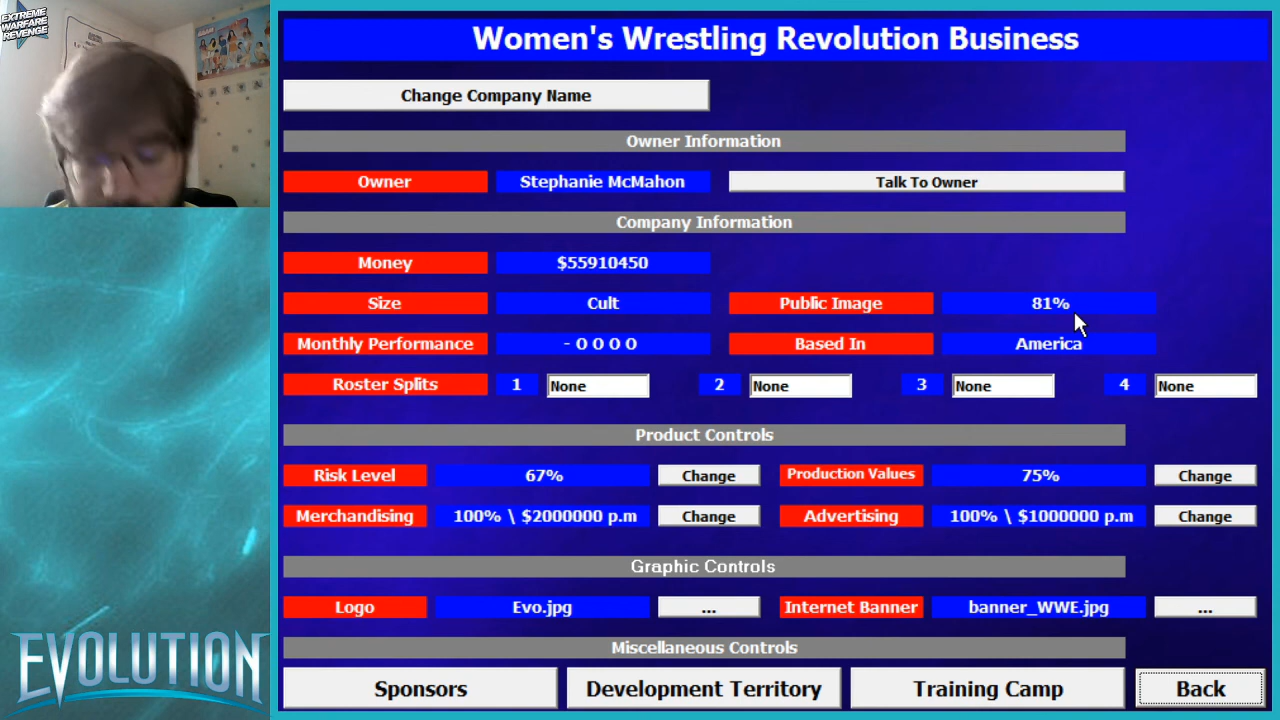 EXTREME
WARFARE
REVENGE
Women's Wrestling Revolution Business
Change Company Name
Owner Information
Owner Stephanie McMahon Talk To Owner
Company Information
Money $55910450
Size Cult Public Image 81%
Monthly Performance - 0 0 0 0 Based In America
Roster Splits 1 None 2 None 3 None 4 None
Product Controls
Risk Level 67% Change Production Values 75% Change
Merchandising 100% \ $2000000 p.m Change Advertising 100% \ $1000000 p.m Change
Graphic Controls
Logo Evo.jpg ... Internet Banner banner_WWE.jpg ...
Miscellaneous Controls
Sponsors Development Territory Training Camp Back
EVOLUTION